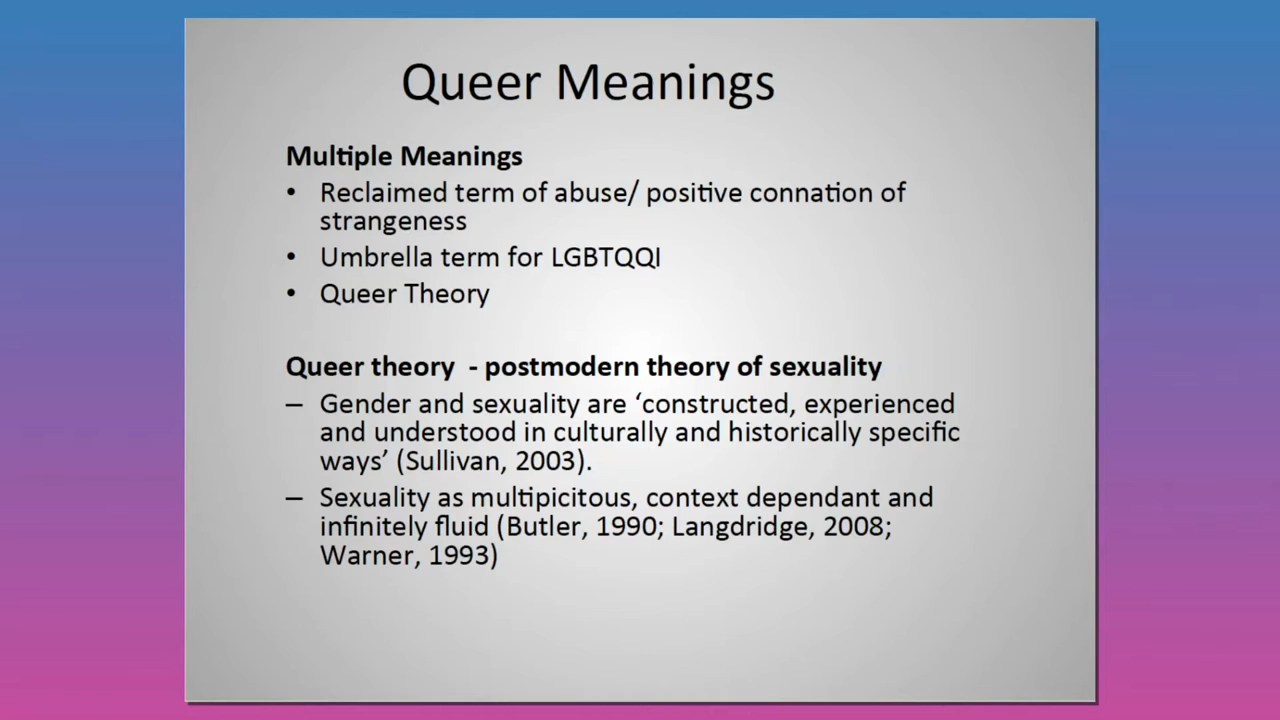 Queer Meanings
Multiple Meanings
• Reclaimed term of abuse/ positive connation of
strangeness
• Umbrella term for LGBTQQI
• Queer Theory
Queer theory  - postmodern theory of sexuality
– Gender and sexuality are ‘constructed, experienced
and understood in culturally and historically specific
ways’ (Sullivan, 2003).
– Sexuality as multipicitous, context dependant and
infinitely fluid (Butler, 1990; Langdridge, 2008;
Warner, 1993)